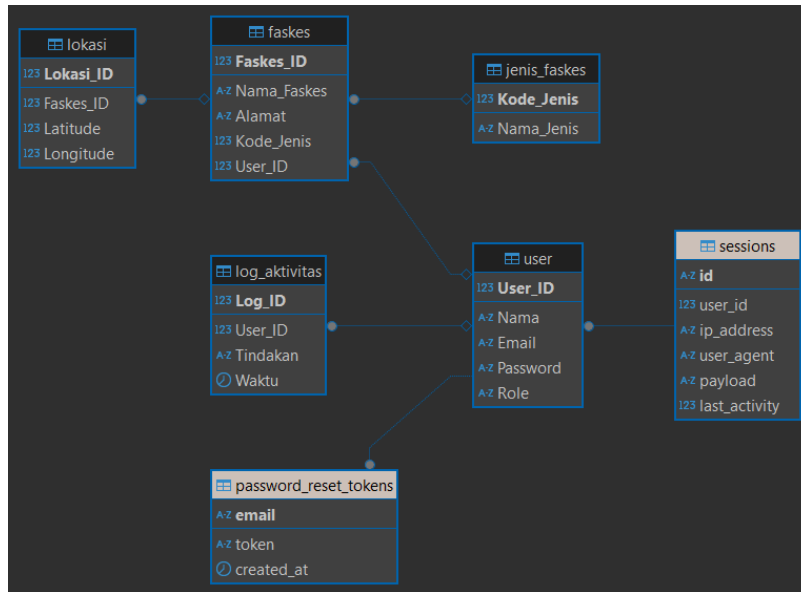 lokasi
123 Lokasi_ID
123 Faskes_ID
123 Latitude
123 Longitude
faskes
123 Faskes_ID
A-Z Nama_Faskes
A-Z Alamat
123 Kode_Jenis
123 User_ID
jenis_faskes
123 Kode_Jenis
A-Z Nama_Jenis
log_aktivitas
123 Log_ID
123 User_ID
A-Z Tindakan
Waktu
user
123 User_ID
A-Z Nama
A-Z Email
A-Z Password
A-Z Role
sessions
A-Z id
123 user_id
A-Z ip_address
A-Z user_agent
A-Z payload
123 last_activity
password_reset_tokens
A-Z email
A-Z token
created_at